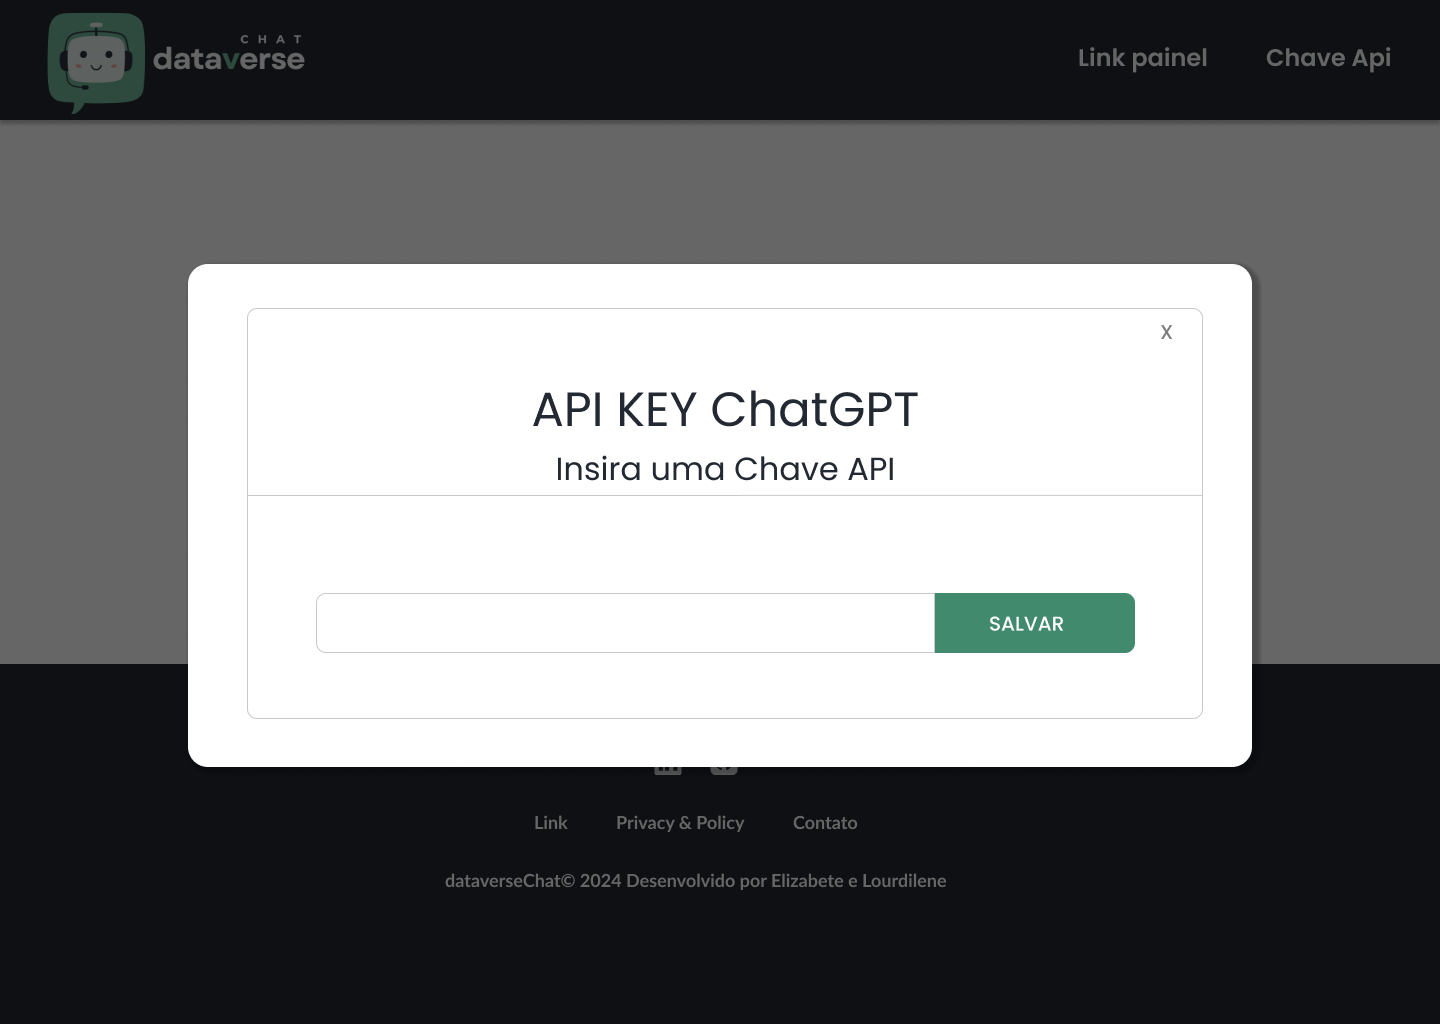 CHAT
dataverse
Link painel
Chave Api
X
API KEY ChatGPT
Insira uma Chave API
SALVAR
Link
Privacy & Policy
Contato
dataverseChat© 2024 Desenvolvido por Elizabete e Lourdilene